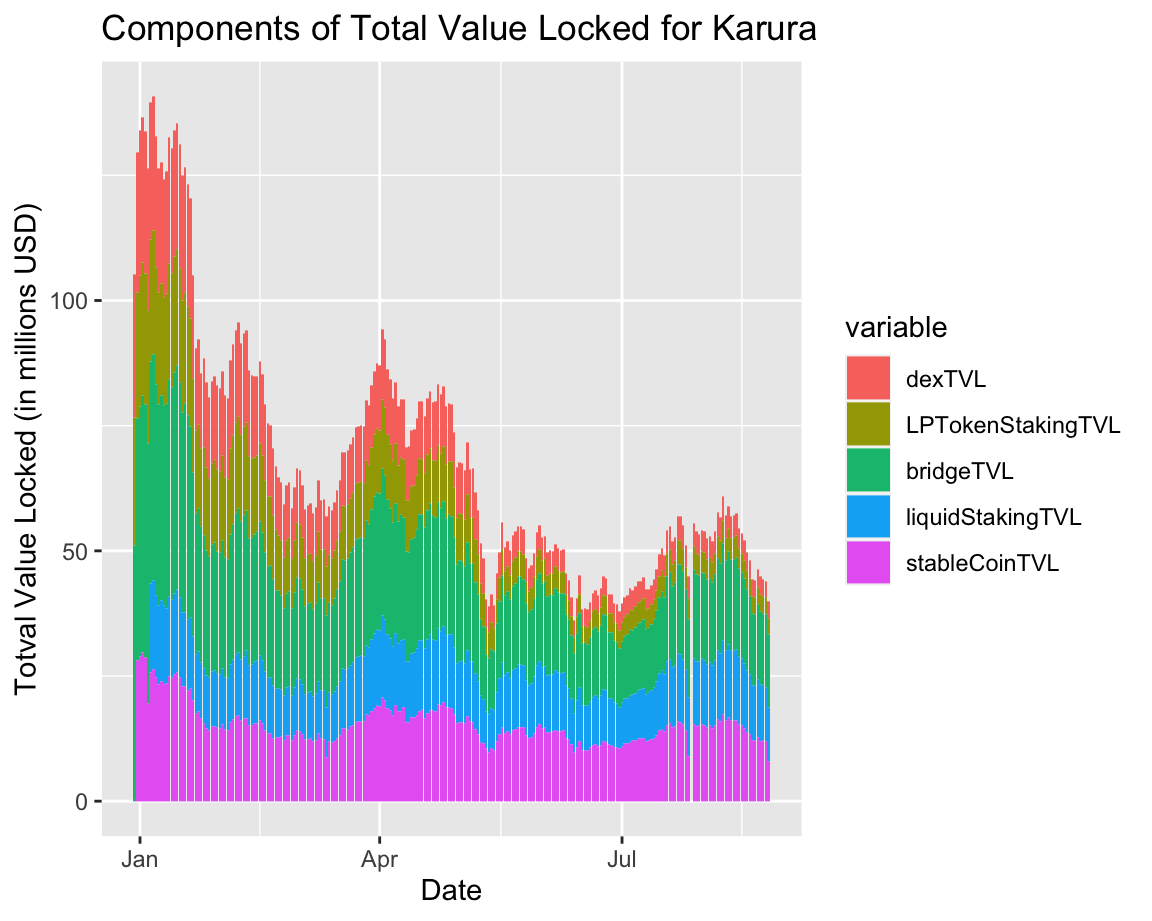 Components of Total Value Locked for Karura
Totval Value Locked (in millions USD)
100
50
0
Jan Apr Jul
Date
variable
dexTVL
LPTokenStakingTVL
bridgeTVL
liquidStakingTVL
stableCoinTVL